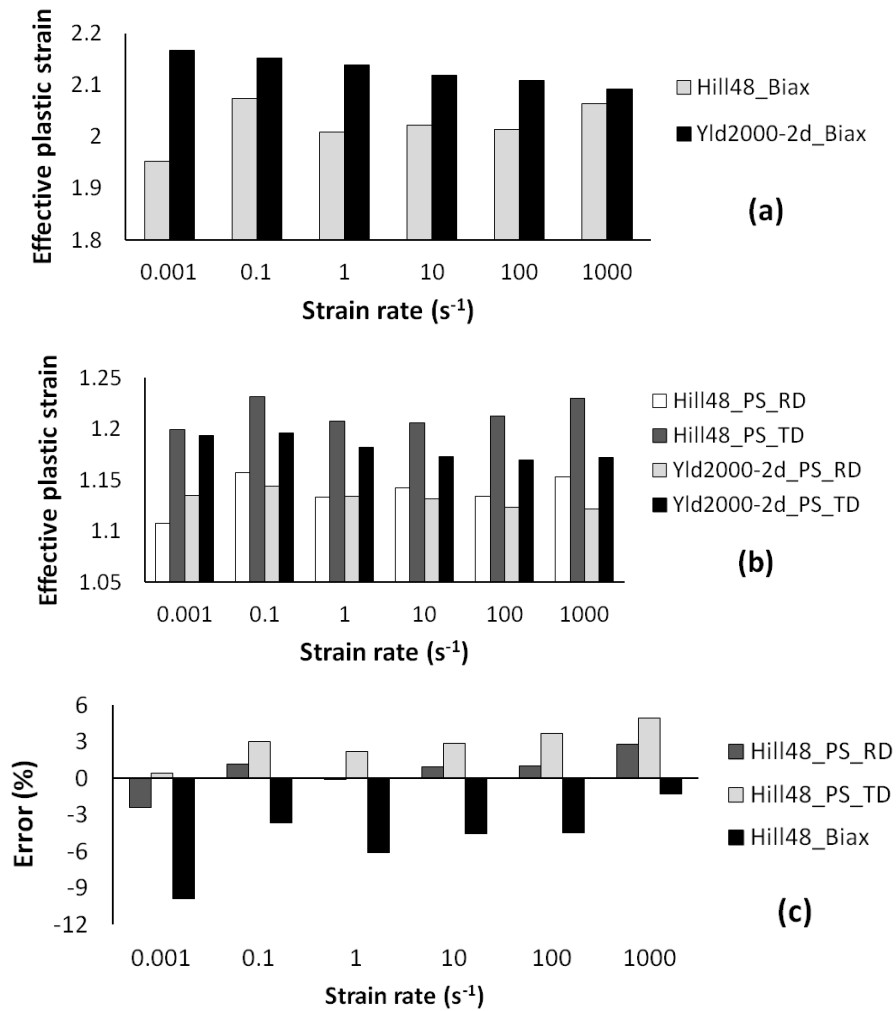 Effective plastic strain
2.2
2.1
2
1.9
1.8
0.001 0.1 1 10 100 1000
Strain rate (s⁻¹)
Hill48_Biax
Yld2000-2d_Biax
(a)
Effective plastic strain
1.25
1.2
1.15
1.1
1.05
0.001 0.1 1 10 100 1000
Strain rate (s⁻¹)
Hill48_PS_RD
Hill48_PS_TD
Yld2000-2d_PS_RD
Yld2000-2d_PS_TD
(b)
Error (%)
6
3
0
-3
-6
-9
-12
0.001 0.1 1 10 100 1000
Strain rate (s⁻¹)
Hill48_PS_RD
Hill48_PS_TD
Hill48_Biax
(c)